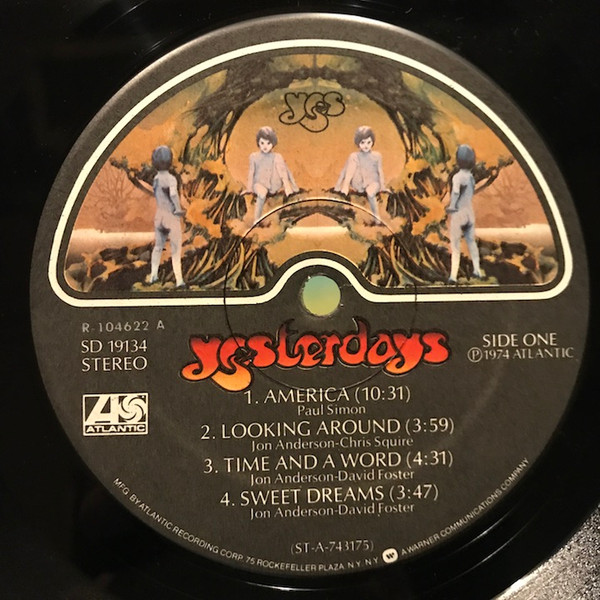 yes
R-104622 A
SD 19134
STEREO
yesterdays
SIDE ONE
Ⓟ1974 ATLANTIC
ATLANTIC
1. AMERICA (10:31)
Paul Simon
2. LOOKING AROUND (3:59)
Jon Anderson-Chris Squire
3. TIME AND A WORD (4:31)
Jon Anderson-David Foster
4. SWEET DREAMS (3:47)
Jon Anderson-David Foster
(ST-A-743175)
MFG. BY ATLANTIC RECORDING CORP. 75 ROCKEFELLER PLAZA N.Y. N.Y. A WARNER COMMUNICATIONS COMPANY